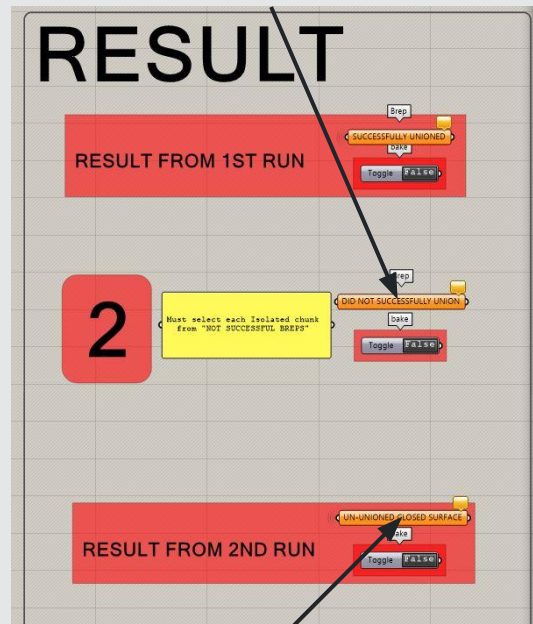 RESULT
Brep
SUCCESSFULLY UNIONED
bake
RESULT FROM 1ST RUN
Toggle False
Brep
DID NOT SUCCESSFULLY UNION
2
Must select each Isolated chunk
from "NOT SUCCESSFUL BREPS"
bake
Toggle False
UN-UNIONED CLOSED SURFACE
bake
RESULT FROM 2ND RUN
Toggle False